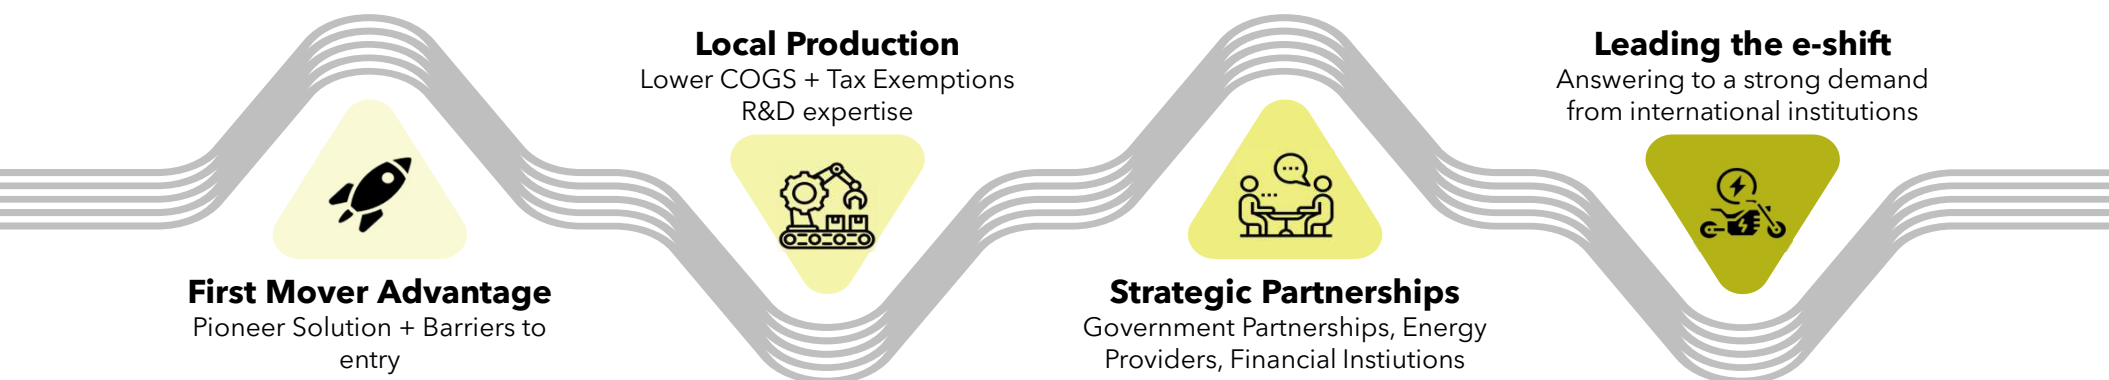 First Mover Advantage
Pioneer Solution + Barriers to
entry
Local Production
Lower COGS + Tax Exemptions
R&D expertise
Strategic Partnerships
Government Partnerships, Energy
Providers, Financial Instiutions
Leading the e-shift
Answering to a strong demand
from international institutions